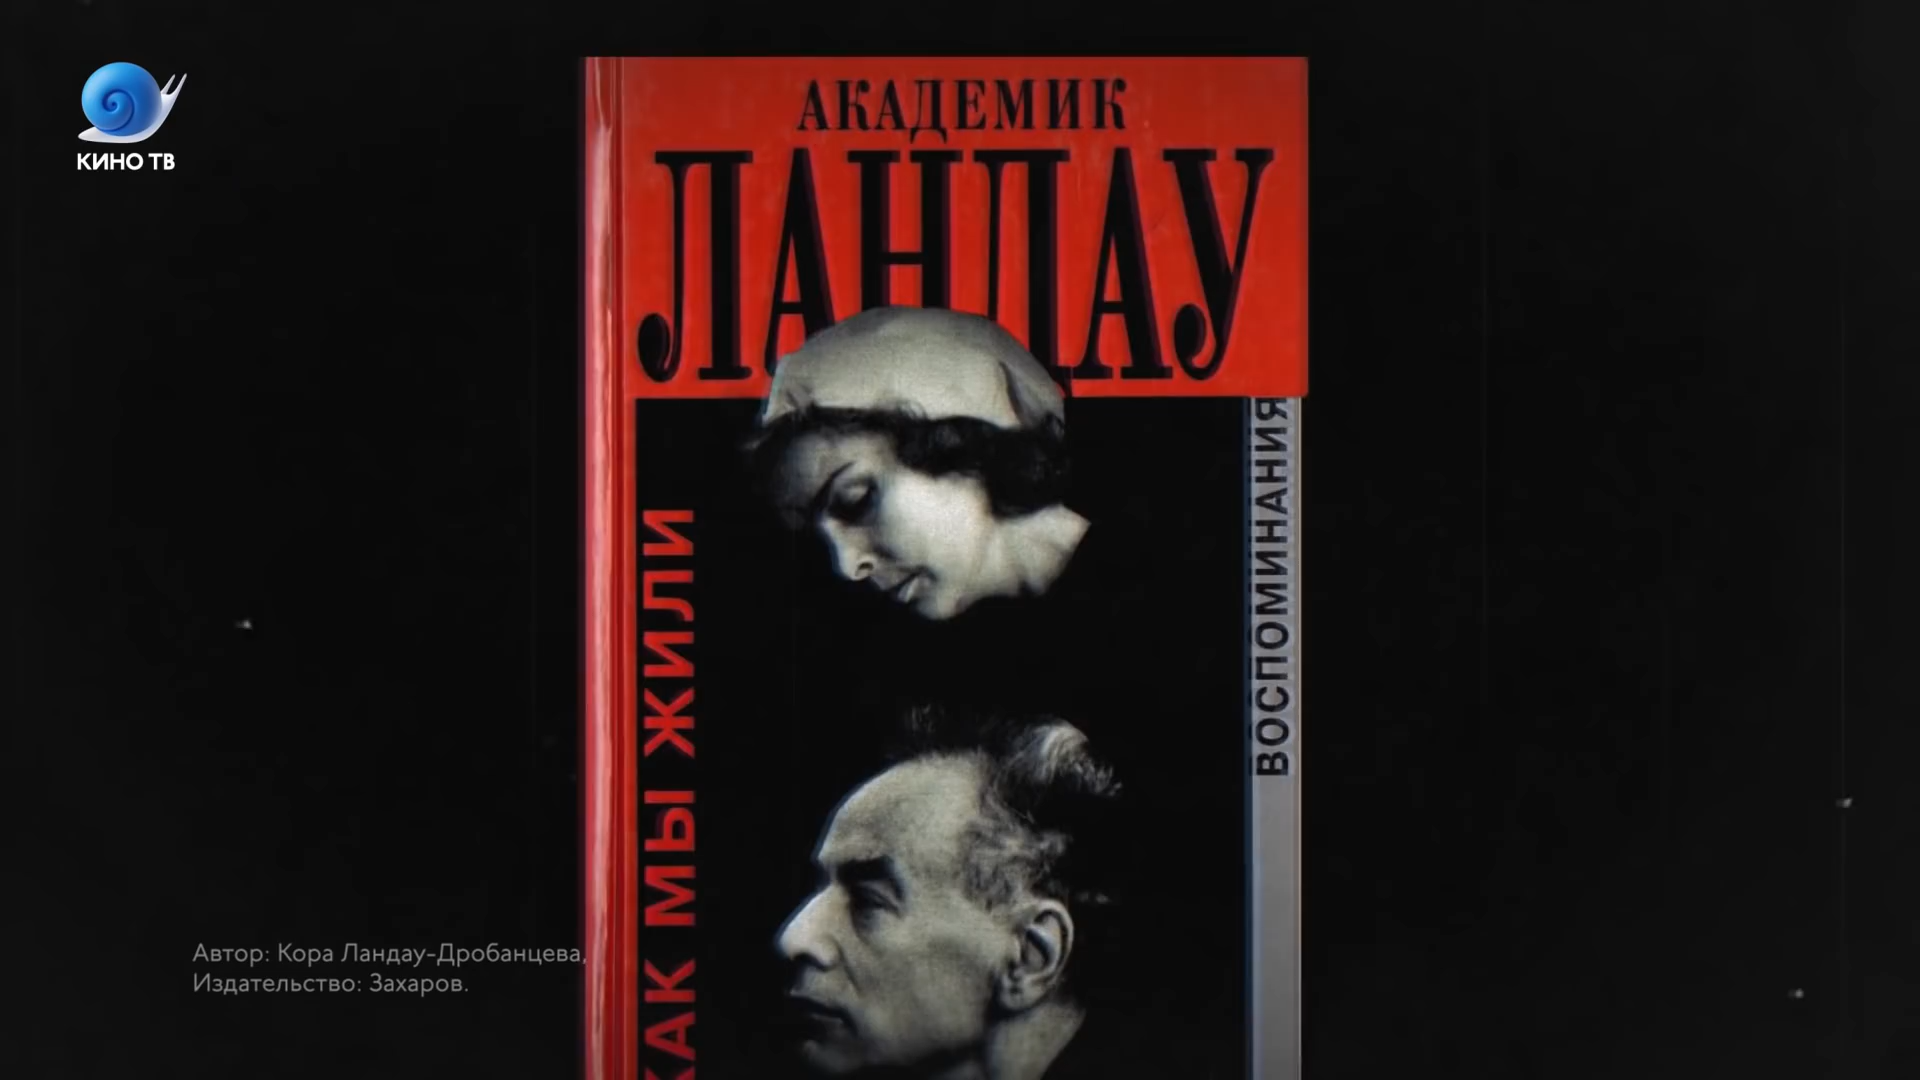 КИНО ТВ
АКАДЕМИК
ЛАНДАУ
КАК МЫ ЖИЛИ
ВОСПОМИНАНИЯ
Автор: Кора Ландау-Дробанцева,
Издательство: Захаров.